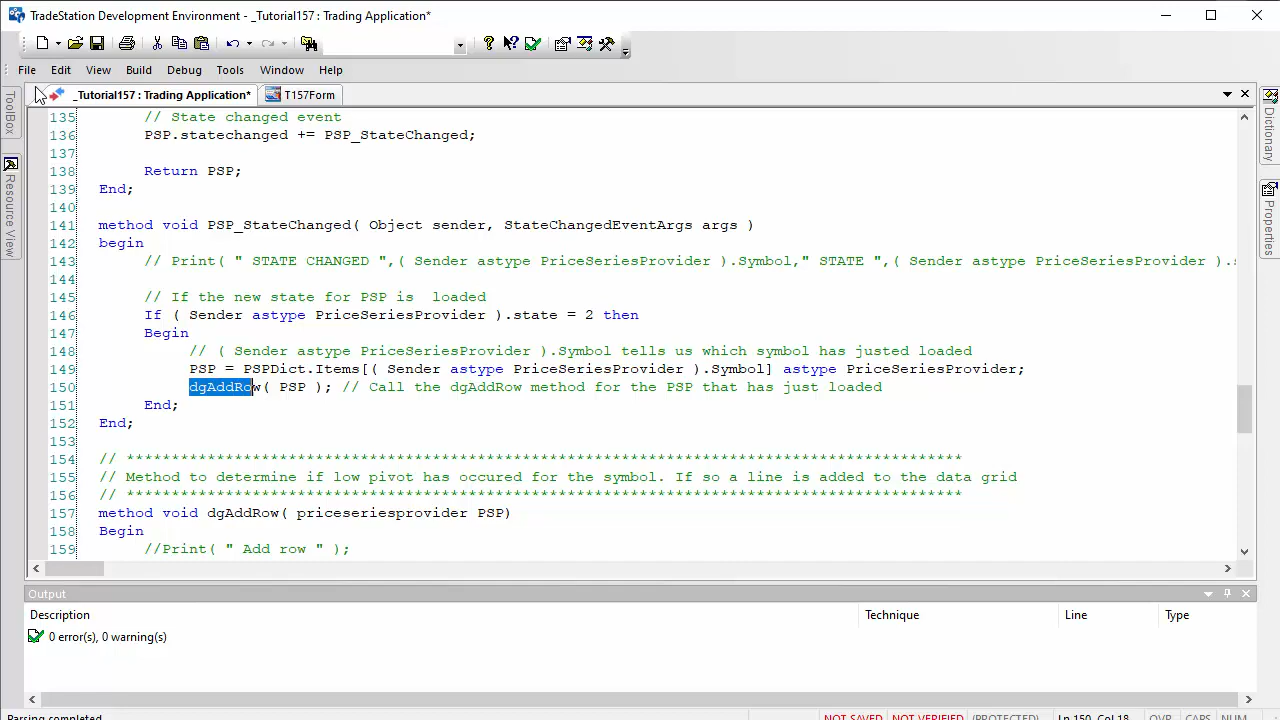 TradeStation Development Environment - _Tutorial157 : Trading Application*
File Edit View Build Debug Tools Window Help
_Tutorial157 : Trading Application* T157Form
ToolBox
Resource View
Dictionary
Properties
135 // State changed event
136 PSP.statechanged += PSP_StateChanged;
137
138 Return PSP;
139 End;
140
141 method void PSP_StateChanged( Object sender, StateChangedEventArgs args )
142 begin
143 // Print( " STATE CHANGED ",( Sender astype PriceSeriesProvider ).Symbol," STATE ",( Sender astype PriceSeriesProvider ).
144
145 // If the new state for PSP is  loaded
146 If ( Sender astype PriceSeriesProvider ).state = 2 then
147 Begin
148 // ( Sender astype PriceSeriesProvider ).Symbol tells us which symbol has justed loaded
149 PSP = PSPDict.Items[( Sender astype PriceSeriesProvider ).Symbol] astype PriceSeriesProvider;
150 dgAddRow( PSP ); // Call the dgAddRow method for the PSP that has just loaded
151 End;
152 End;
153
154 // *********************************************************************************************
155 // Method to determine if low pivot has occured for the symbol. If so a line is added to the data grid
156 // *********************************************************************************************
157 method void dgAddRow( priceseriesprovider PSP)
158 Begin
159 //Print( " Add row " );
Output
Description Technique Line Type
0 error(s), 0 warning(s)
Parsing completed NOT SAVED NOT VERIFIED (PROTECTED) Ln 150, Col 18 OVR CAPS NUM